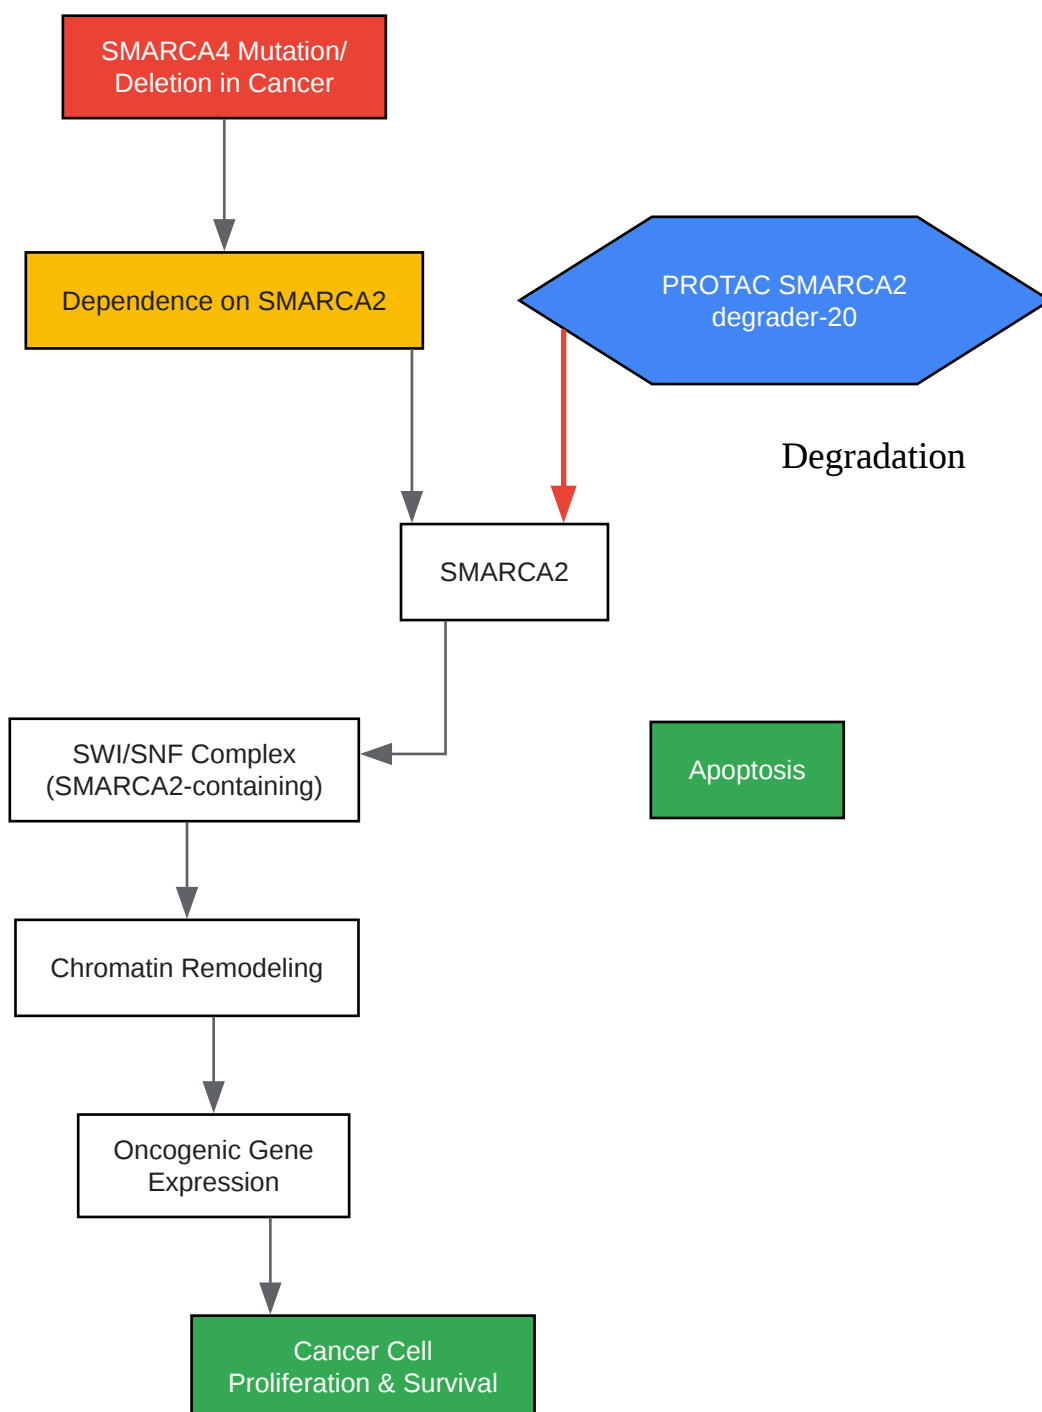 SMARCA4 Mutation/
Deletion in Cancer
Dependence on SMARCA2
PROTAC SMARCA2
degrader-20
Degradation
SMARCA2
SWI/SNF Complex
(SMARCA2-containing)
Apoptosis
Chromatin Remodeling
Oncogenic Gene
Expression
Cancer Cell
Proliferation & Survival